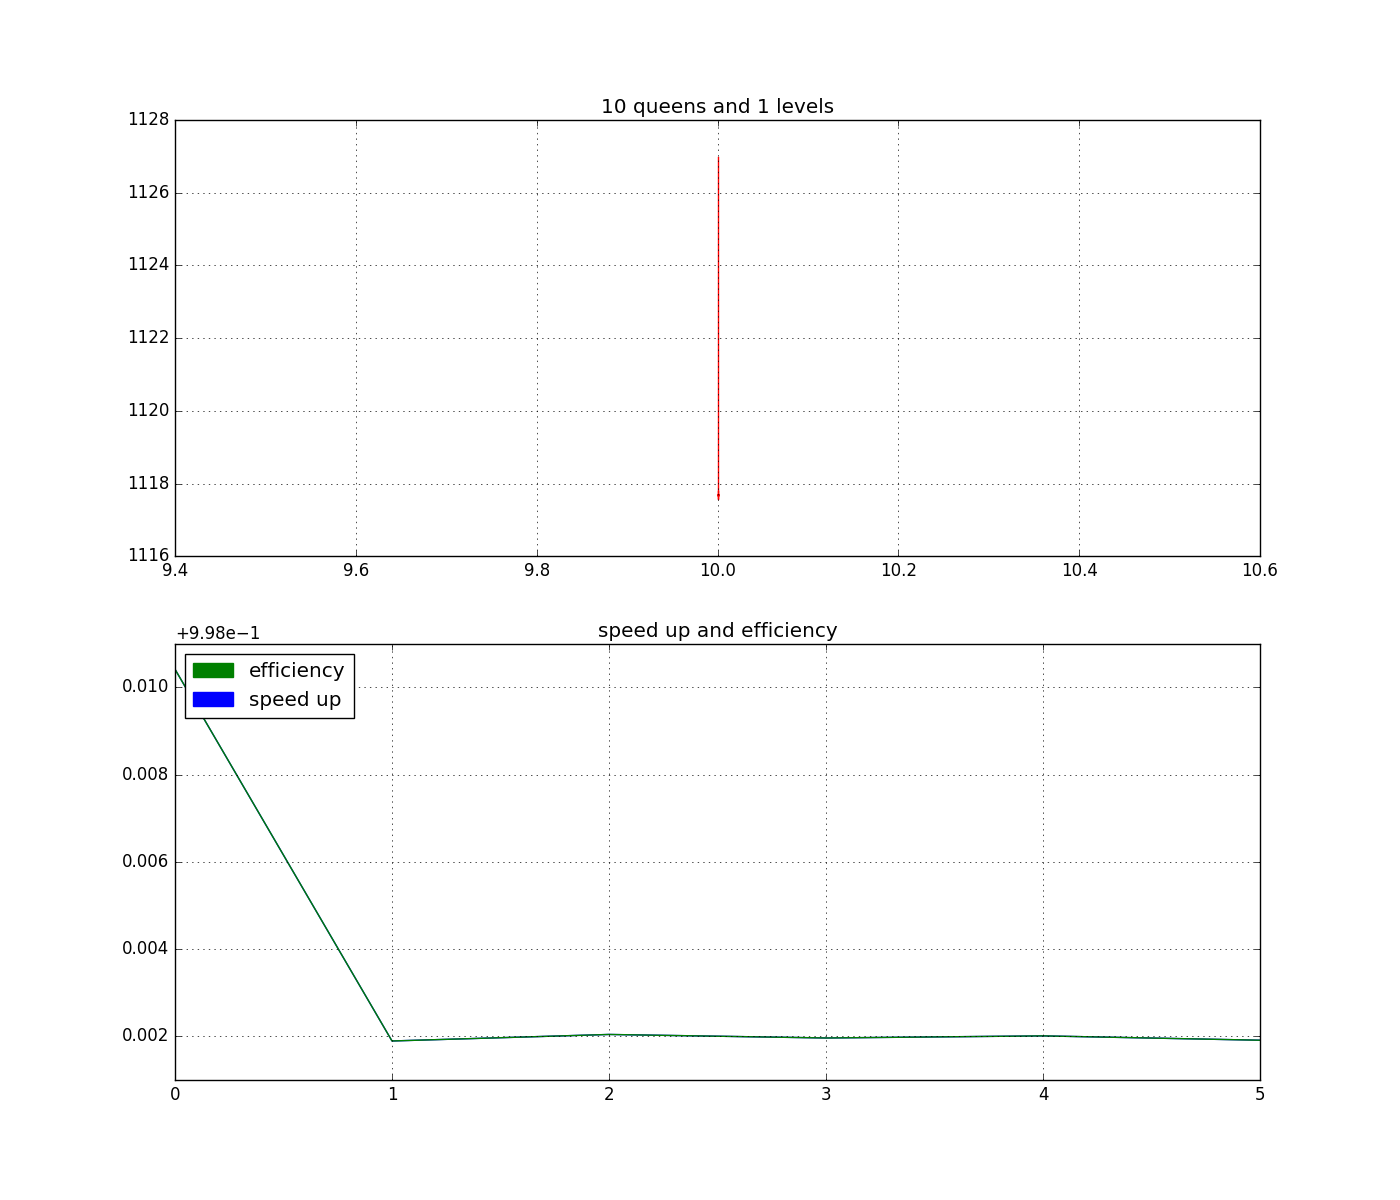 10 queens and 1 levels
1128
1126
1124
1122
1120
1118
1116
9.4 9.6 9.8 10.0 10.2 10.4 10.6
speed up and efficiency
+9.98e−1
efficiency
speed up
0.010
0.008
0.006
0.004
0.002
0 1 2 3 4 5